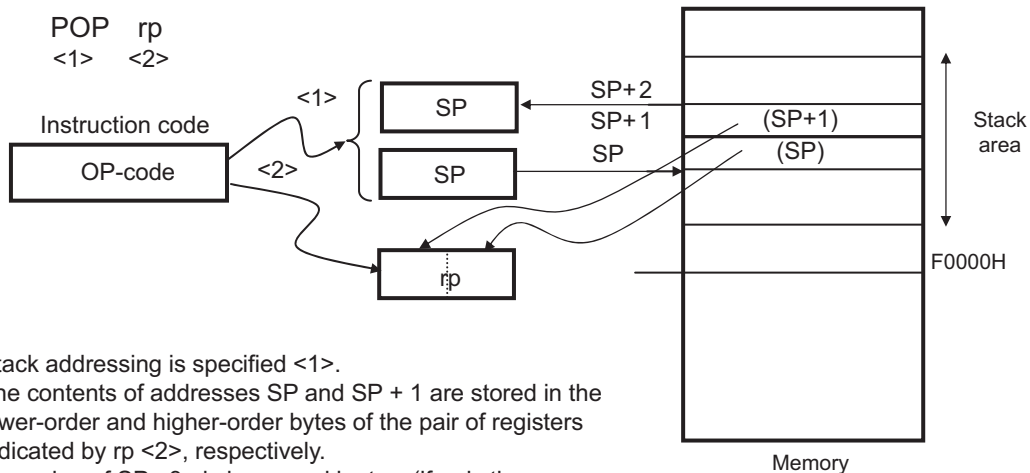 POP rp
<1> <2>
Instruction code
OP-code
<1>
<2>
SP
SP
rp
SP+2
SP+1
SP
(SP+1)
(SP)
Stack
area
F0000H
Memory
tack addressing is specified <1>.
he contents of addresses SP and SP + 1 are stored in the
wer-order and higher-order bytes of the pair of registers
dicated by rp <2>, respectively.